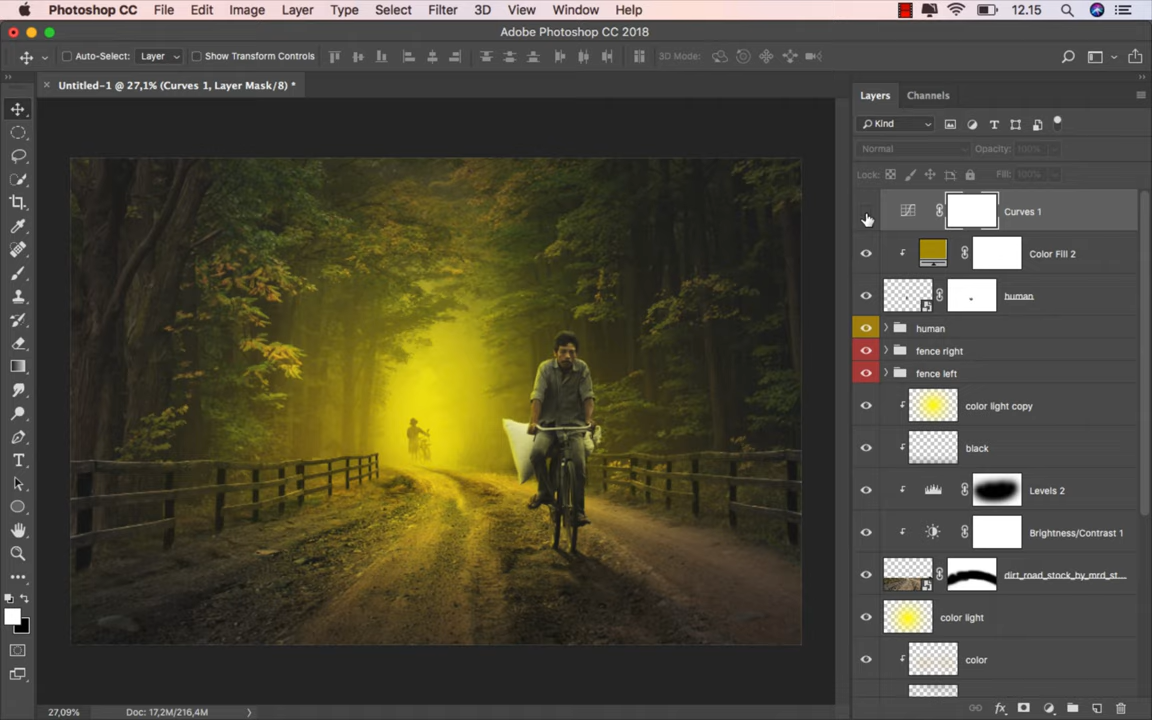 Photoshop CC File Edit Image Layer Type Select Filter 3D View Window Help 12.15
Adobe Photoshop CC 2018
Auto-Select: Layer Show Transform Controls 3D Mode:
Untitled-1 @ 27,1% (Curves 1, Layer Mask/8) *
Layers Channels
Kind
Normal Opacity: 100%
Lock: Fill: 100%
Curves 1
Color Fill 2
human
human
fence right
fence left
color light copy
black
Levels 2
Brightness/Contrast 1
dirt_road_stock_by_mrd_st...
color light
color
27,09% Doc: 17,2M/216,4M